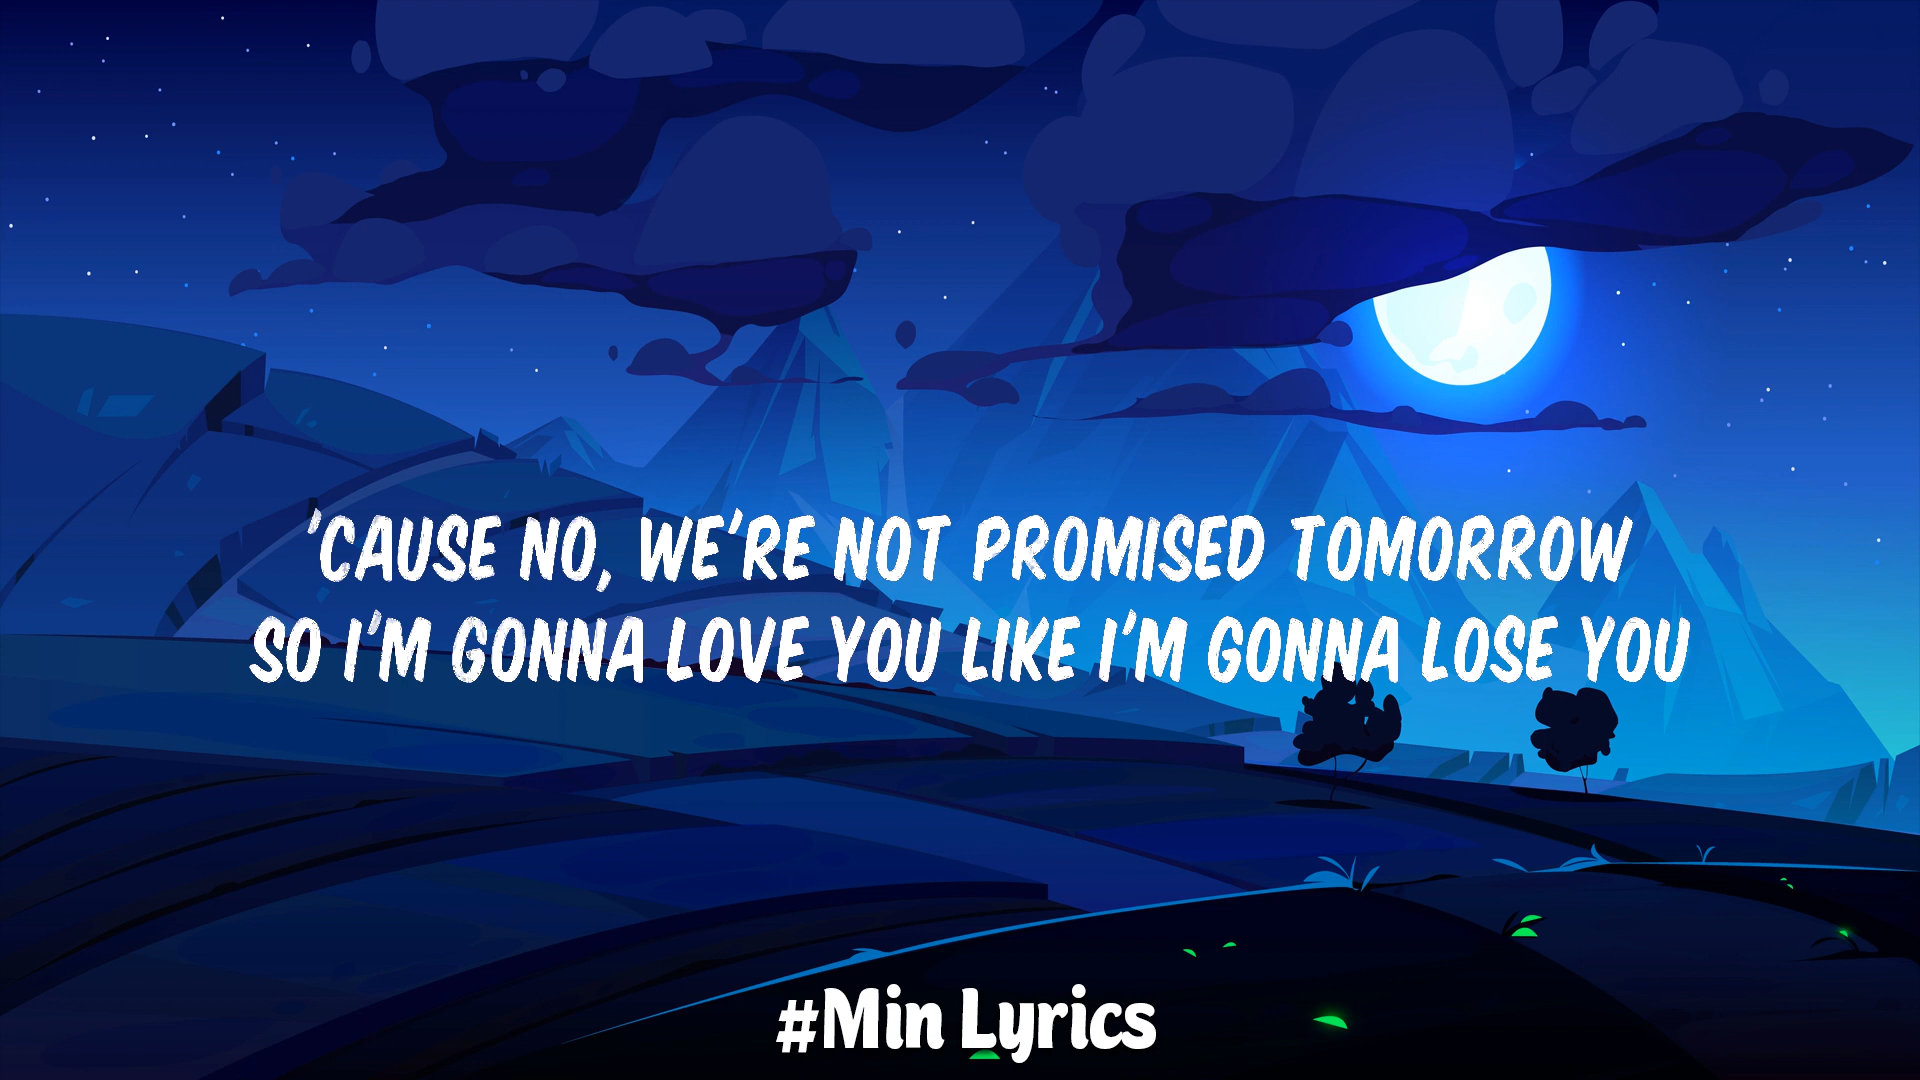 'CAUSE NO, WE'RE NOT PROMISED TOMORROW
SO I'M GONNA LOVE YOU LIKE I'M GONNA LOSE YOU
#Min Lyrics